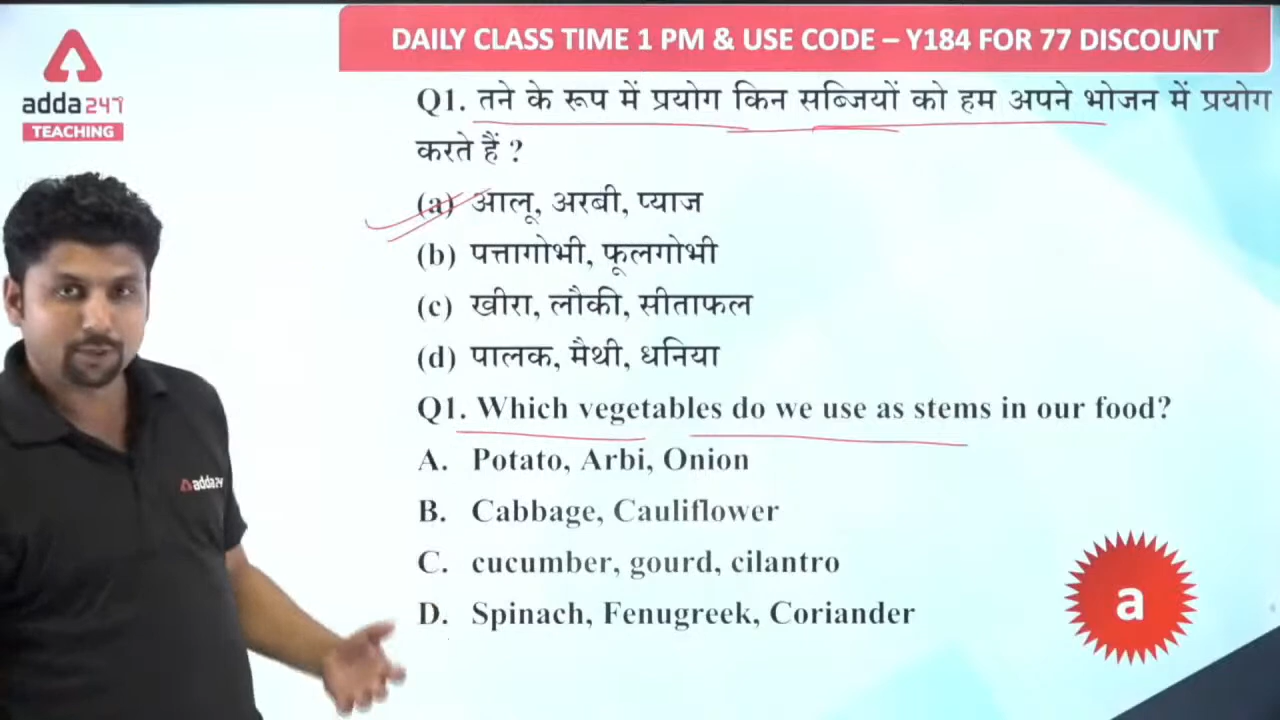 DAILY CLASS TIME 1 PM & USE CODE – Y184 FOR 77 DISCOUNT
adda247
TEACHING
Q1. तने के रूप में प्रयोग किन सब्जियों को हम अपने भोजन में प्रयोग
करते हैं ?
(a) आलू, अरबी, प्याज
(b) पत्तागोभी, फूलगोभी
(c) खीरा, लौकी, सीताफल
(d) पालक, मैथी, धनिया
Q1. Which vegetables do we use as stems in our food?
A. Potato, Arbi, Onion
B. Cabbage, Cauliflower
C. cucumber, gourd, cilantro
D. Spinach, Fenugreek, Coriander
adda247
a